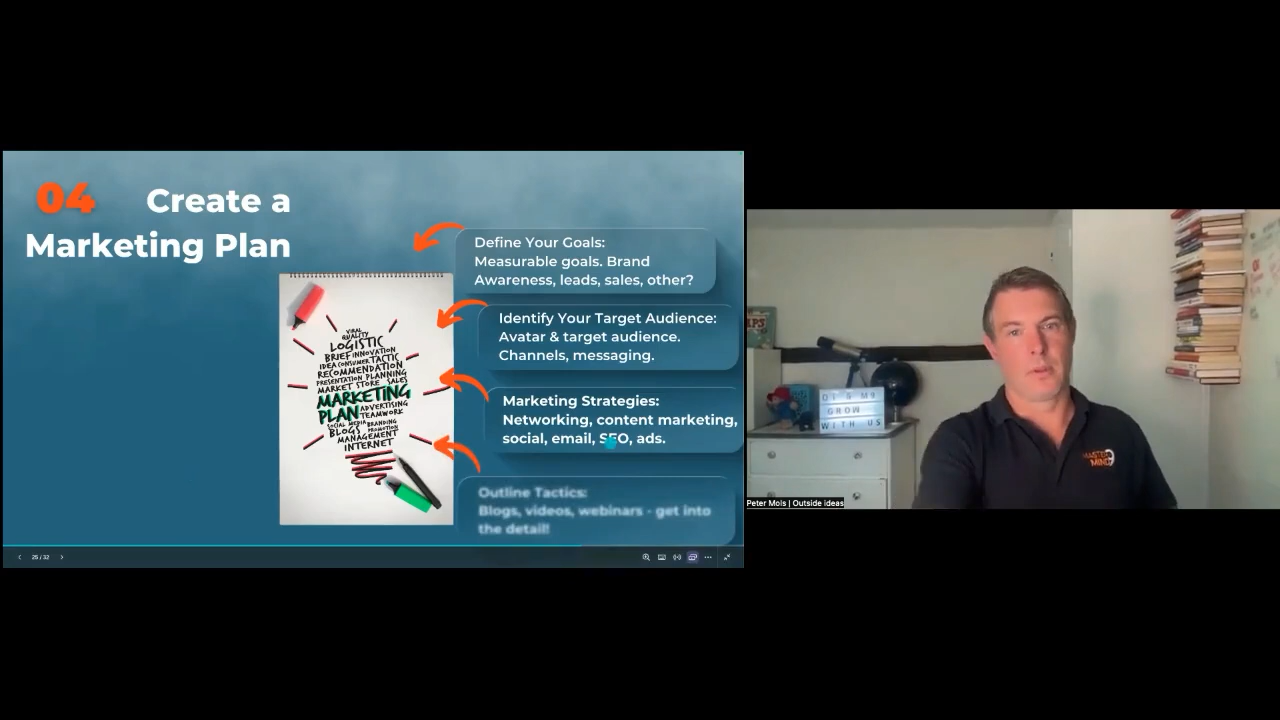 04 Create a
Marketing Plan
Define Your Goals:
Measurable goals. Brand
Awareness, leads, sales, other?
Identify Your Target Audience:
Avatar & target audience.
Channels, messaging.
Marketing Strategies:
Networking, content marketing,
social, email, SEO, ads.
Outline Tactics:
Blogs, videos, webinars - get into
the detail!
VIRAL
QUALITY
LOGISTIC
BRIEF INNOVATION
IDEA CONSUMER TACTIC
RECOMMENDATION
PRESENTATION PLANNING
MARKET STORE SALES
MARKETING
PLAN ADVERTISING
TEAMWORK
SOCIAL MEDIA BRANDING
BLOGS PROMOTION
MANAGEMENT
INTERNET
25 / 32
GROW
WITH US
MASTER
MIND
Peter Mols | Outside ideas